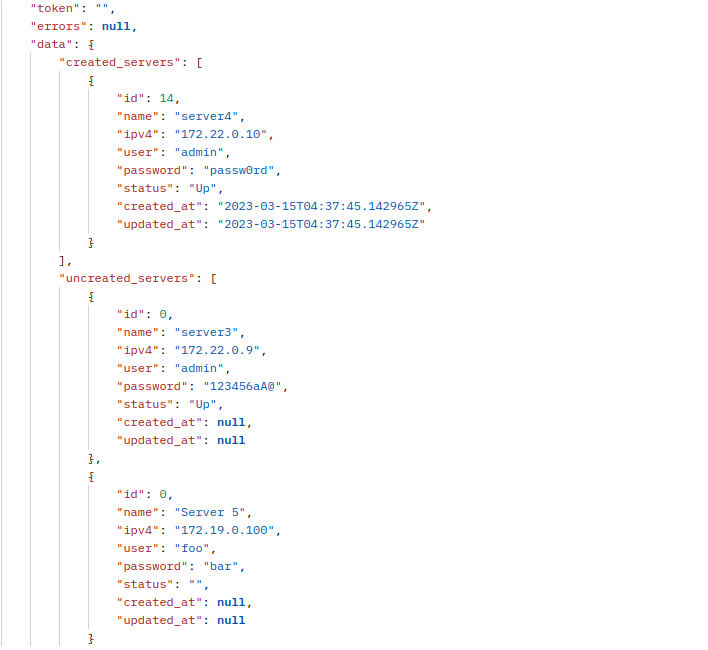 "token": "",
"errors": null,
"data": {
"created_servers": [
{
"id": 14,
"name": "server4",
"ipv4": "172.22.0.10",
"user": "admin",
"password": "passw0rd",
"status": "Up",
"created_at": "2023-03-15T04:37:45.142965Z",
"updated_at": "2023-03-15T04:37:45.142965Z"
}
],
"uncreated_servers": [
{
"id": 0,
"name": "server3",
"ipv4": "172.22.0.9",
"user": "admin",
"password": "123456aA@",
"status": "Up",
"created_at": null,
"updated_at": null
},
{
"id": 0,
"name": "Server 5",
"ipv4": "172.19.0.100",
"user": "foo",
"password": "bar",
"status": "",
"created_at": null,
"updated_at": null
}